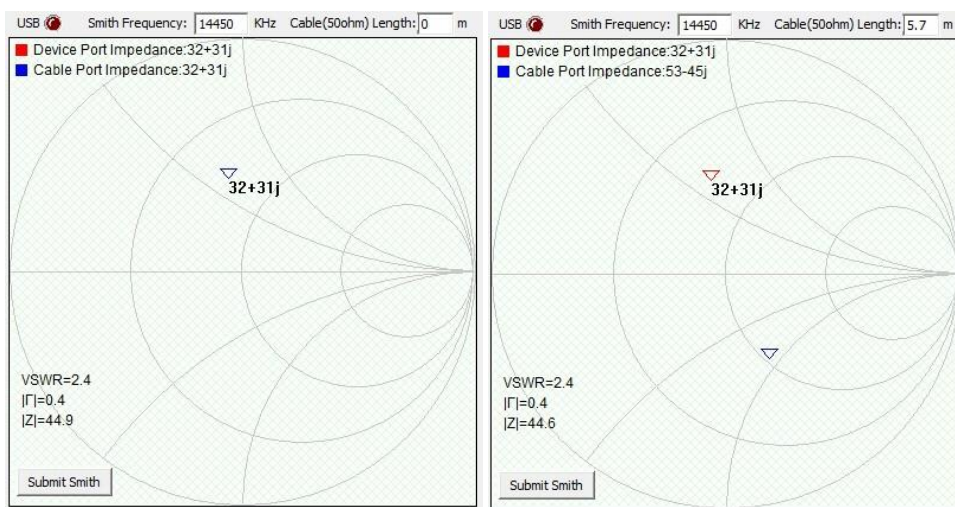 USB Smith Frequency: 14450 KHz Cable(50ohm) Length: 0 m
Device Port Impedance:32+31j
Cable Port Impedance:32+31j
32+31j
VSWR=2.4
|Γ|=0.4
|Z|=44.9
Submit Smith
USB Smith Frequency: 14450 KHz Cable(50ohm) Length: 5.7 m
Device Port Impedance:32+31j
Cable Port Impedance:53-45j
32+31j
VSWR=2.4
|Γ|=0.4
|Z|=44.6
Submit Smith